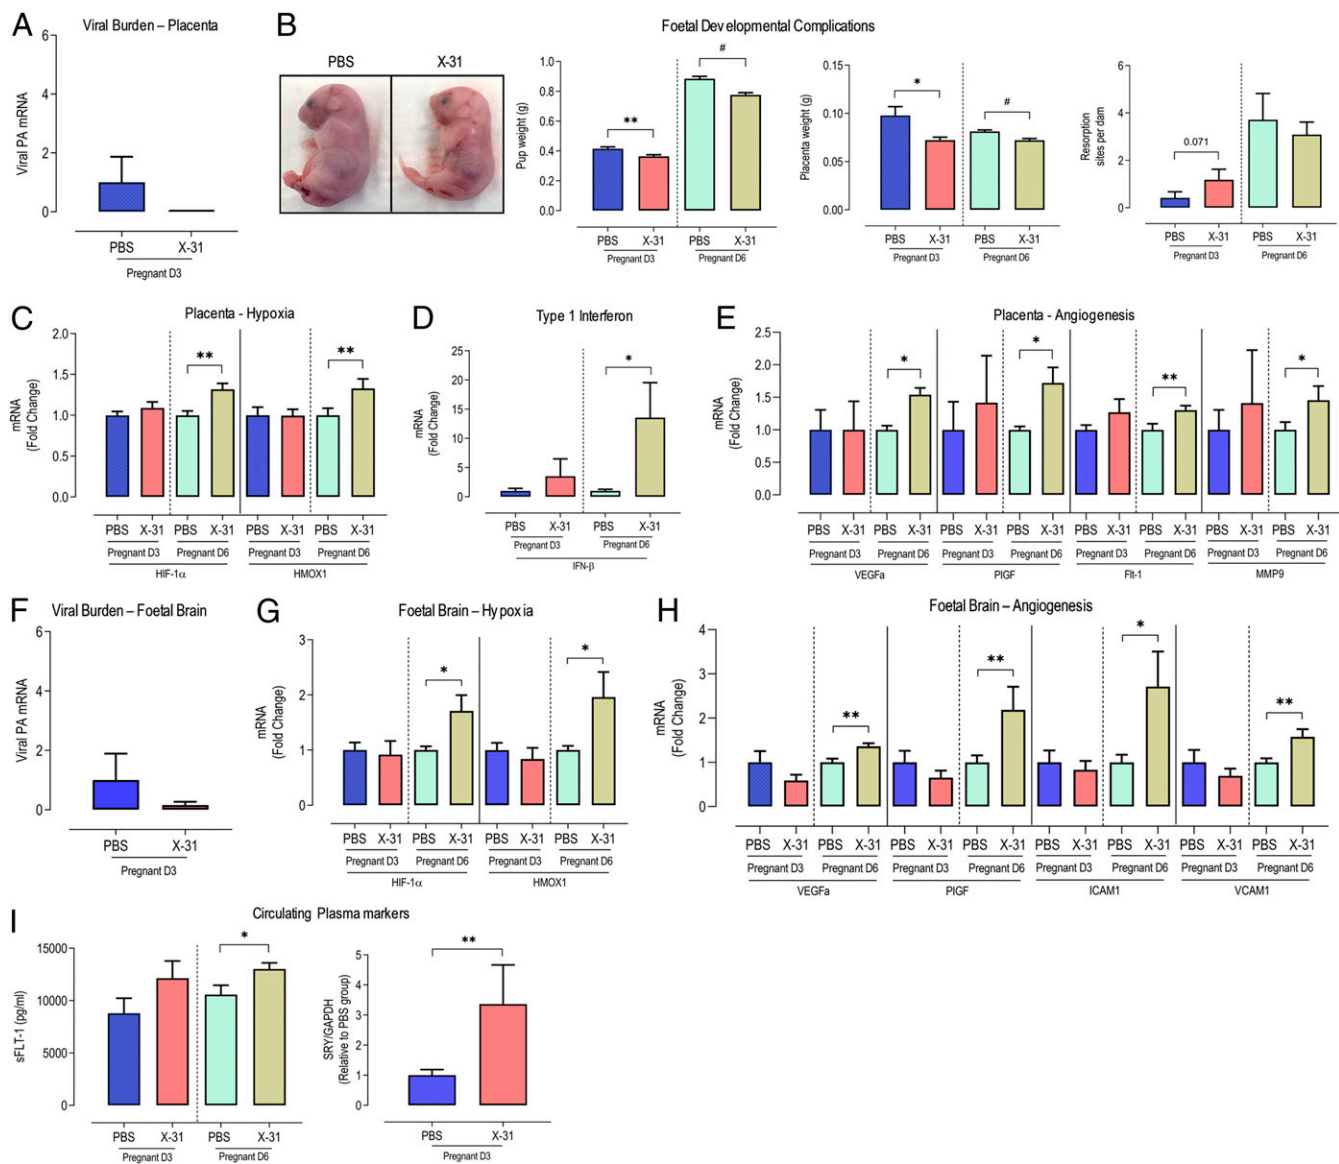 A
Viral Burden – Placenta
Viral PA mRNA
6
4
2
0
PBS X-31
Pregnant D3
B
Foetal Developmental Complications
PBS X-31
Pup weight (g)
1.0
0.8
0.6
0.4
0.2
0.0
**
#
PBS X-31 PBS X-31
Pregnant D3 Pregnant D6
Placenta weight (g)
0.15
0.10
0.05
0.00
*
#
PBS X-31 PBS X-31
Pregnant D3 Pregnant D6
Resorption
sites per dam
6
4
2
0
0.071
PBS X-31 PBS X-31
Pregnant D3 Pregnant D6
C
Placenta - Hypoxia
mRNA
(Fold Change)
2.0
1.5
1.0
0.5
0.0
**
**
PBS X-31 PBS X-31 PBS X-31 PBS X-31
Pregnant D3 Pregnant D6 Pregnant D3 Pregnant D6
HIF-1α HMOX1
D
Type 1 Interferon
mRNA
(Fold Change)
25
20
15
10
5
0
*
PBS X-31 PBS X-31
Pregnant D3 Pregnant D6
IFN-β
E
Placenta - Angiogenesis
mRNA
(Fold Change)
2.5
2.0
1.5
1.0
0.5
0.0
*
*
**
*
PBS X-31 PBS X-31 PBS X-31 PBS X-31 PBS X-31 PBS X-31 PBS X-31 PBS X-31
Pregnant D3 Pregnant D6 Pregnant D3 Pregnant D6 Pregnant D3 Pregnant D6 Pregnant D3 Pregnant D6
VEGFa PlGF Flt-1 MMP9
F
Viral Burden – Foetal Brain
Viral PA mRNA
6
4
2
0
PBS X-31
Pregnant D3
G
Foetal Brain – Hypoxia
mRNA
(Fold Change)
3
2
1
0
*
*
PBS X-31 PBS X-31 PBS X-31 PBS X-31
Pregnant D3 Pregnant D6 Pregnant D3 Pregnant D6
HIF-1α HMOX1
H
Foetal Brain – Angiogenesis
mRNA
(Fold Change)
4
3
2
1
0
**
**
*
**
PBS X-31 PBS X-31 PBS X-31 PBS X-31 PBS X-31 PBS X-31 PBS X-31 PBS X-31
Pregnant D3 Pregnant D6 Pregnant D3 Pregnant D6 Pregnant D3 Pregnant D6 Pregnant D3 Pregnant D6
VEGFa PlGF ICAM1 VCAM1
I
Circulating Plasma markers
sFLT-1 (pg/ml)
15000
10000
5000
0
*
PBS X-31 PBS X-31
Pregnant D3 Pregnant D6
SRY/GAPDH
(Relative to PBS group)
5
4
3
2
1
0
**
PBS X-31
Pregnant D3